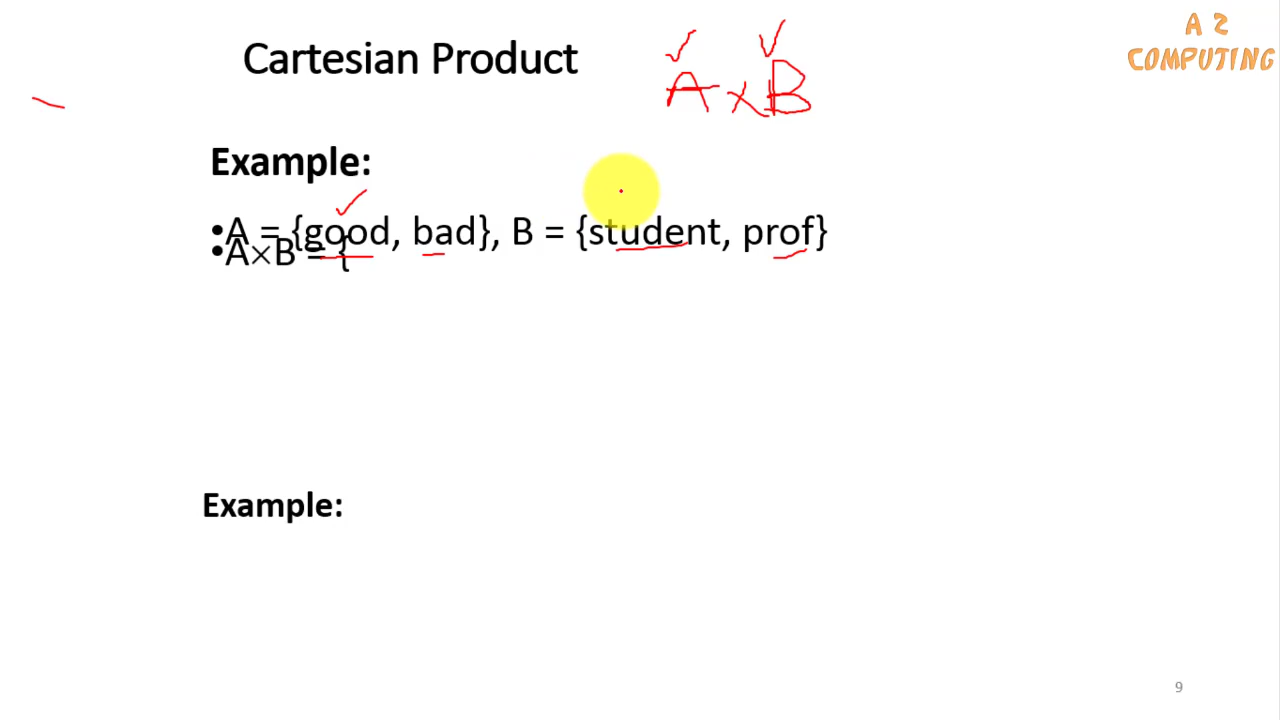 A Z
COMPUTING
Cartesian Product
A×B
Example:
•A = {good, bad}, B = {student, prof}
•A×B = {
Example:
9